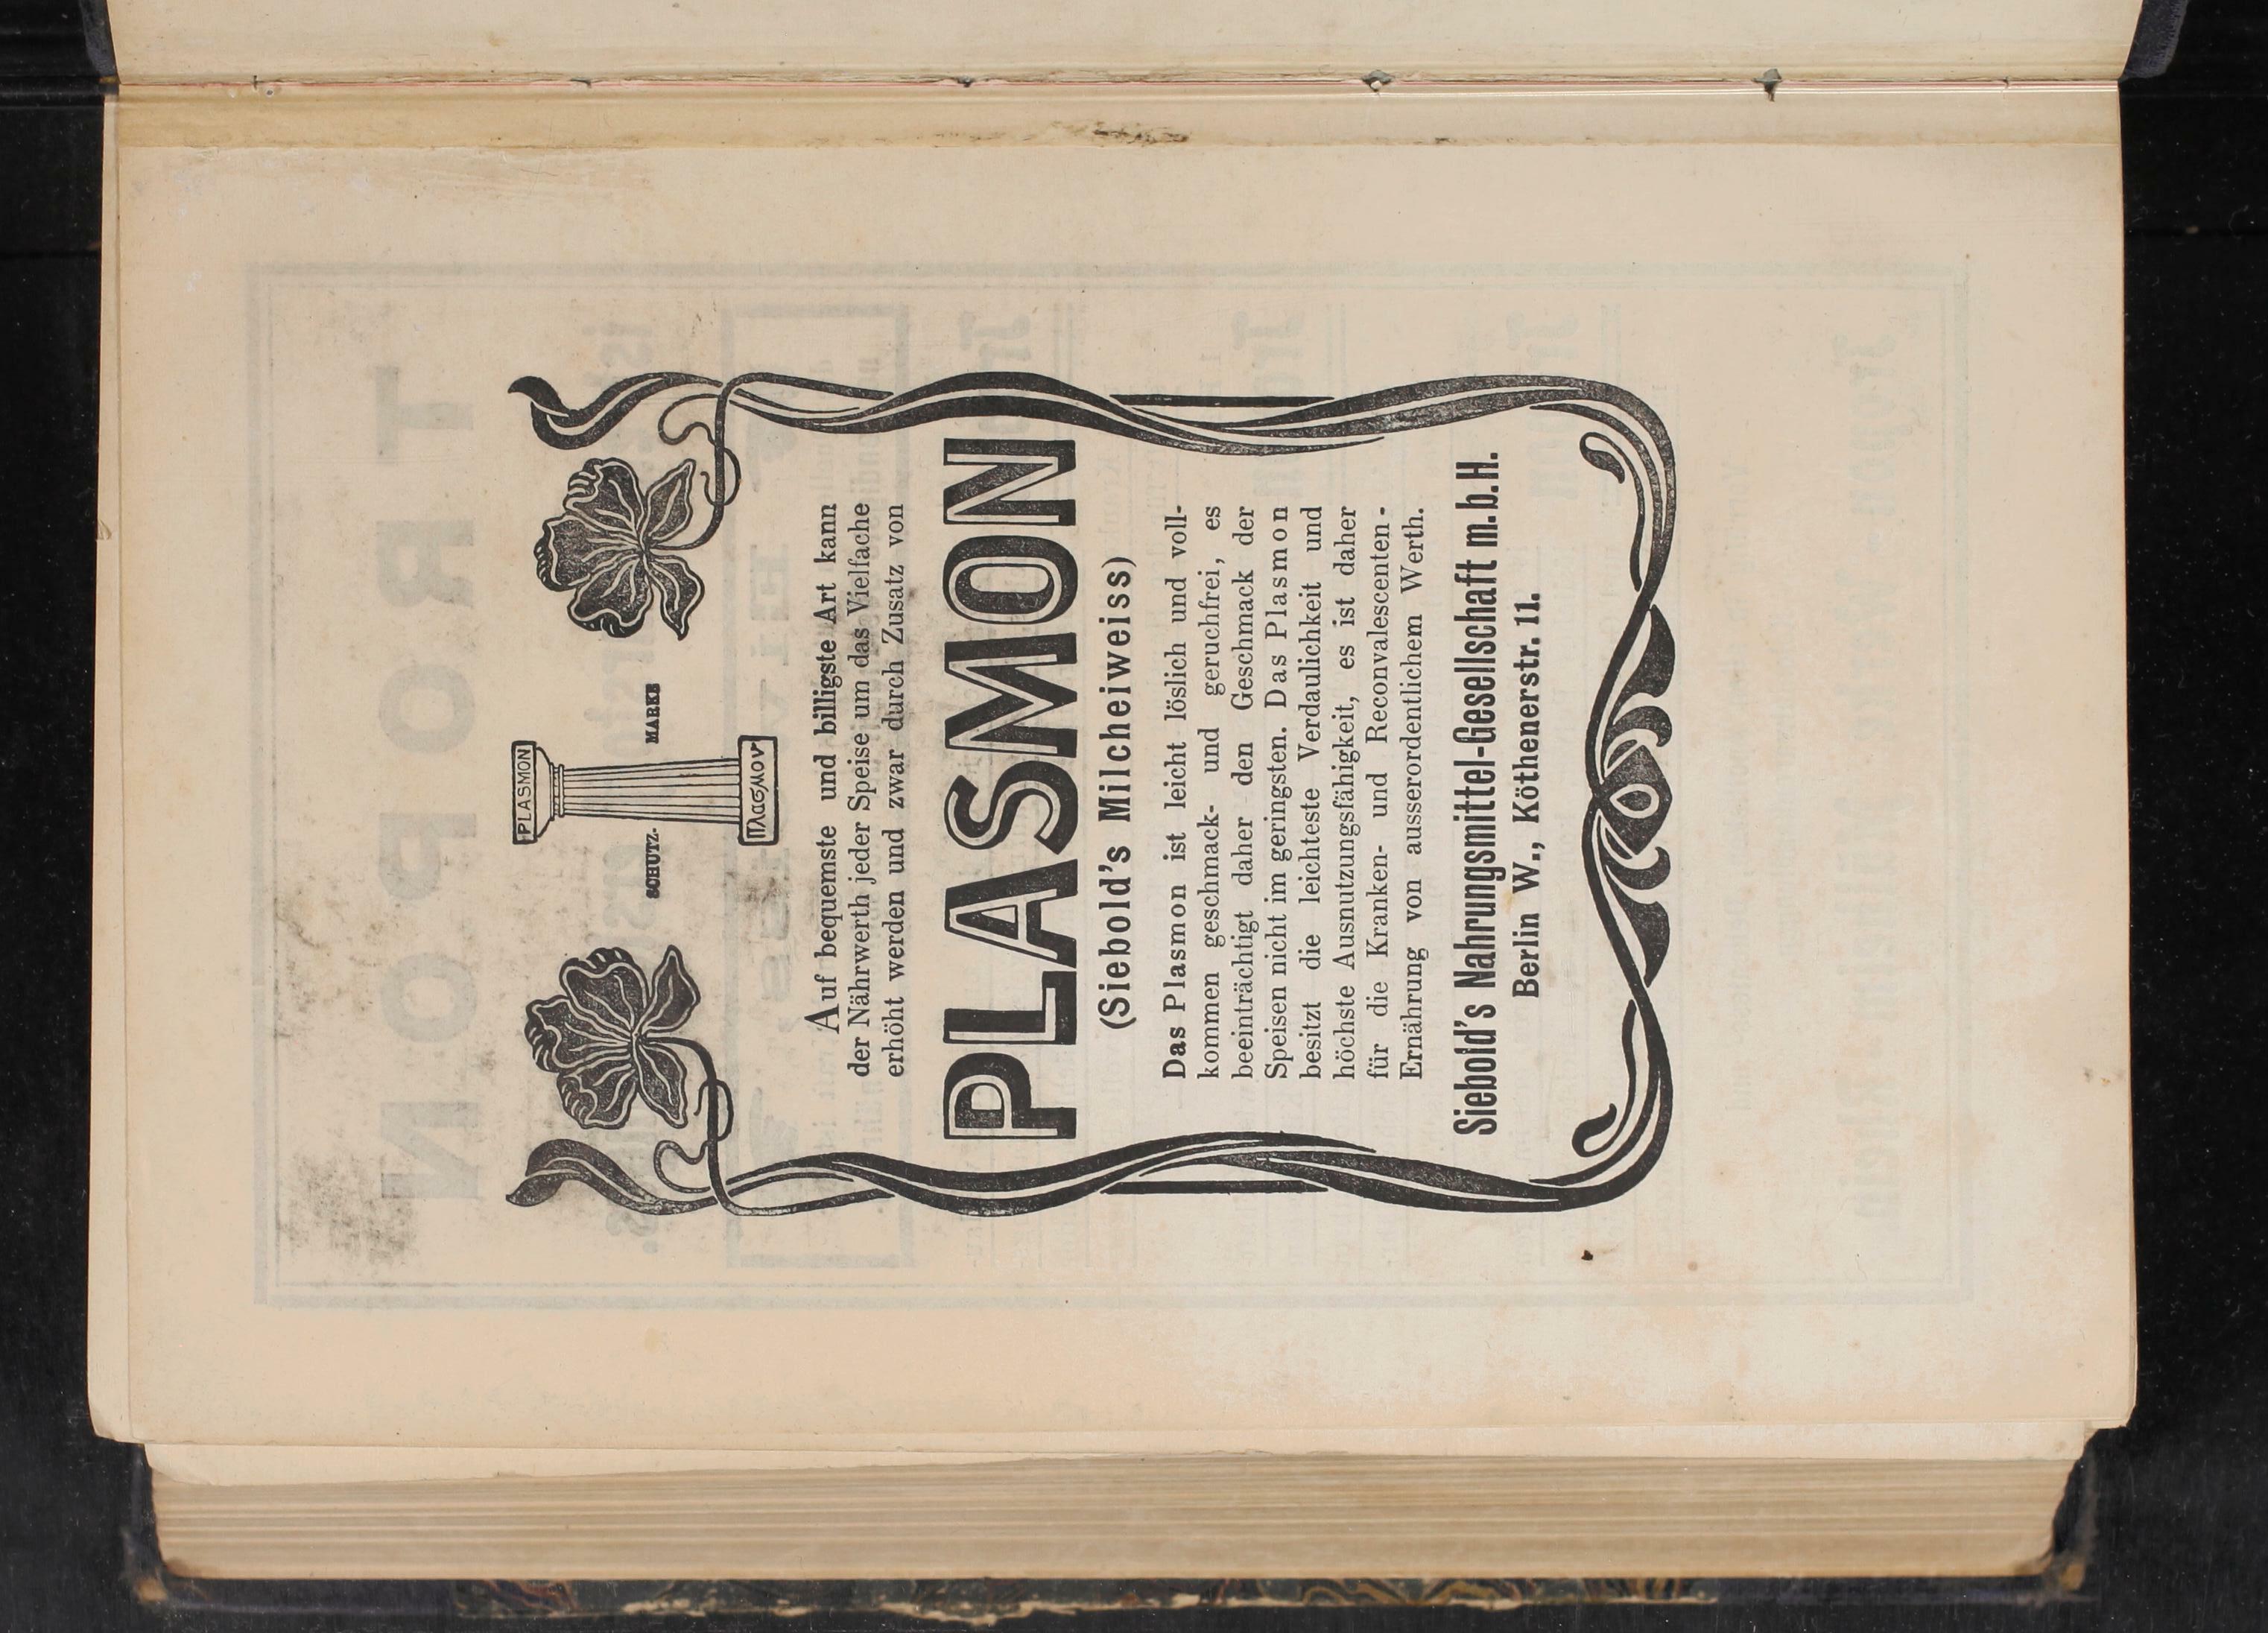 PLASMON
SCHUTZ- MARKE
Πλασμον
Auf bequemste und billigste Art kann
der Nährwerth jeder Speise um das Vielfache
erhöht werden und zwar durch Zusatz von
PLASMON
(Siebold's Milcheiweiss)
Das Plasmon ist leicht löslich und voll-
kommen geschmack- und geruchfrei, es
beeinträchtigt daher den Geschmack der
Speisen nicht im geringsten. Das Plasmon
besitzt die leichteste Verdaulichkeit und
höchste Ausnutzungsfähigkeit, es ist daher
für die Kranken- und Reconvalescenten-
Ernährung von ausserordentlichem Werth.
Siebold's Nahrungsmittel-Gesellschaft m.b.H.
Berlin W., Köthenerstr. 11.
TROPON